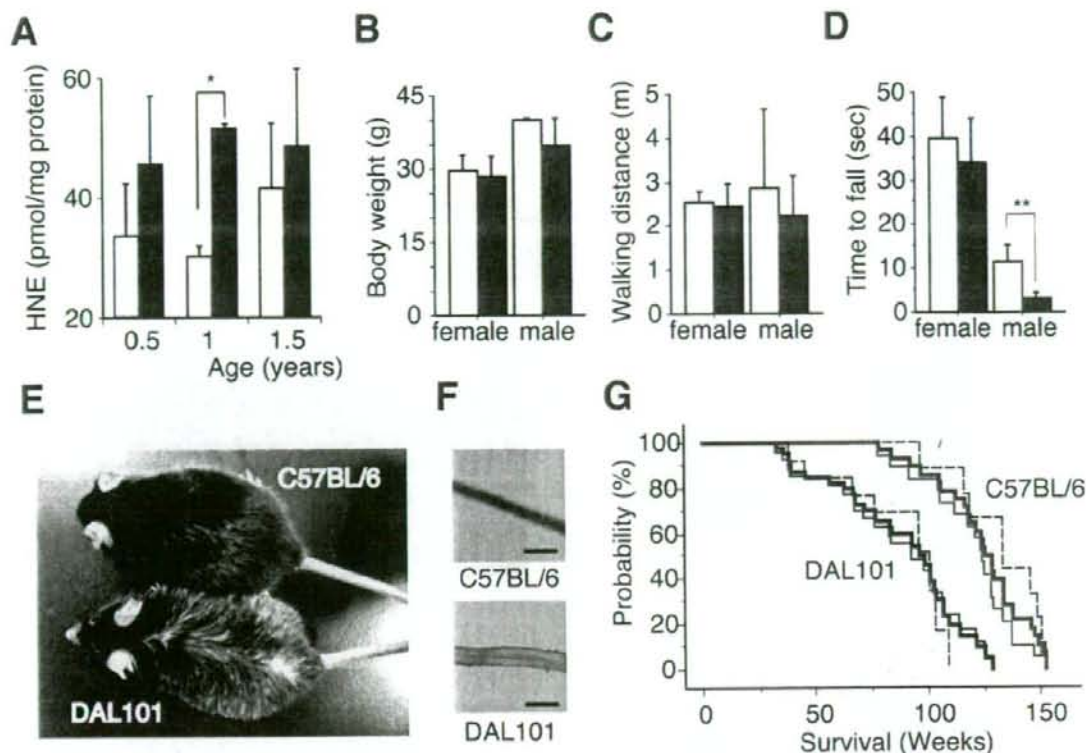 A
HNE (pmol/mg protein)
60
40
20
*
0.5 1 1.5
Age (years)
B
Body weight (g)
45
30
15
0
female male
C
Walking distance (m)
5
4
3
2
1
0
female male
D
Time to fall (sec)
50
40
30
20
10
0
**
female male
E
C57BL/6
DAL101
F
C57BL/6
DAL101
G
Probability (%)
100
80
60
40
20
0
C57BL/6
DAL101
0 50 100 150
Survival (Weeks)